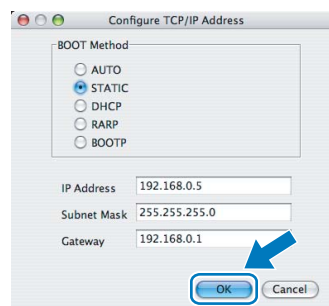 Configure TCP/IP Address
BOOT Method
AUTO
STATIC
DHCP
RARP
BOOTP
IP Address 192.168.0.5
Subnet Mask 255.255.255.0
Gateway 192.168.0.1
OK Cancel